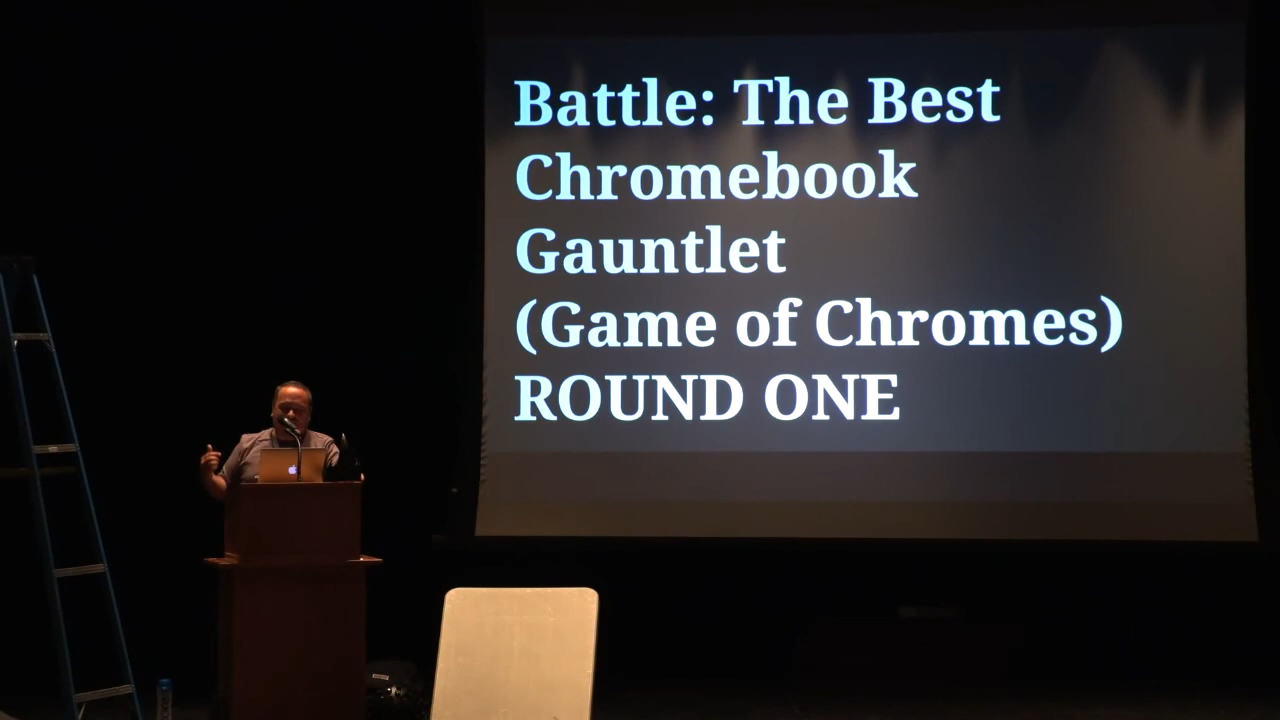 Battle: The Best
Chromebook
Gauntlet
(Game of Chromes)
ROUND ONE